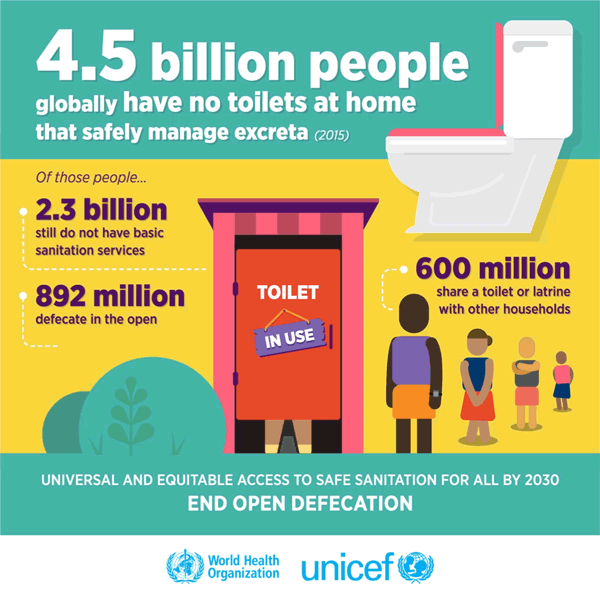 4.5 billion people
globally have no toilets at home
that safely manage excreta (2015)
Of those people...
2.3 billion
still do not have basic
sanitation services
892 million
defecate in the open
TOILET
IN USE
600 million
share a toilet or latrine
with other households
UNIVERSAL AND EQUITABLE ACCESS TO SAFE SANITATION FOR ALL BY 2030
END OPEN DEFECATION
World Health
Organization
unicef